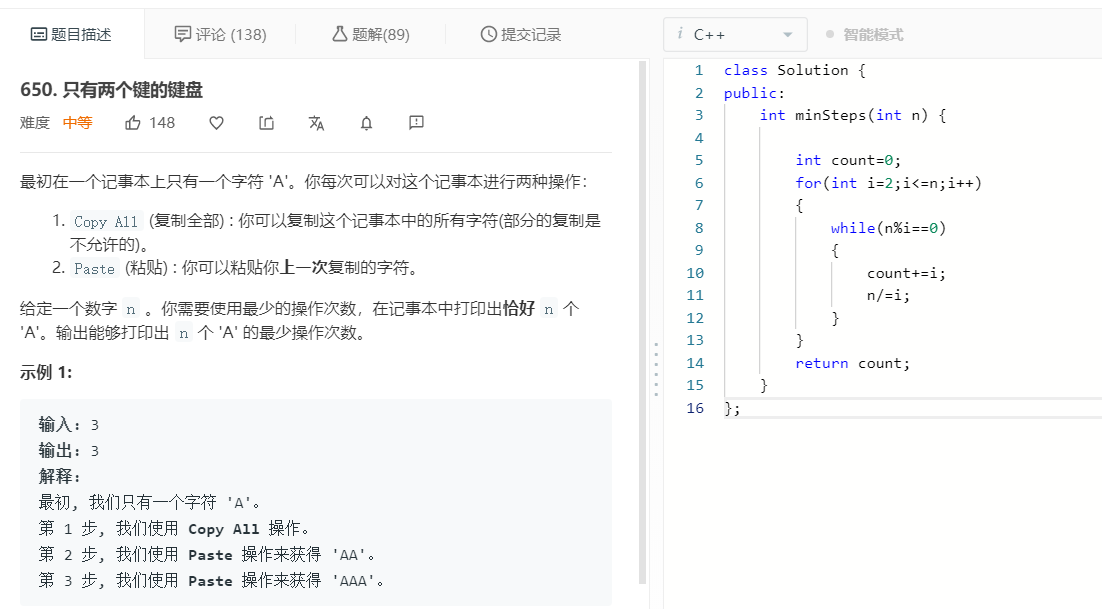 题目描述 评论 (138) 题解(89) 提交记录
650. 只有两个键的键盘
难度 中等 148
最初在一个记事本上只有一个字符 'A'。你每次可以对这个记事本进行两种操作：
1. Copy All (复制全部) : 你可以复制这个记事本中的所有字符(部分的复制是
不允许的)。
2. Paste (粘贴) : 你可以粘贴你上一次复制的字符。
给定一个数字 n 。你需要使用最少的操作次数，在记事本中打印出恰好 n 个
'A'。输出能够打印出 n 个 'A' 的最少操作次数。
示例 1:
输入: 3
输出: 3
解释:
最初, 我们只有一个字符 'A'。
第 1 步, 我们使用 Copy All 操作。
第 2 步, 我们使用 Paste 操作来获得 'AA'。
第 3 步, 我们使用 Paste 操作来获得 'AAA'。
i C++ 智能模式
1 class Solution {
2 public:
3 int minSteps(int n) {
4
5 int count=0;
6 for(int i=2;i<=n;i++)
7 {
8 while(n%i==0)
9 {
10 count+=i;
11 n/=i;
12 }
13 }
14 return count;
15 }
16 };